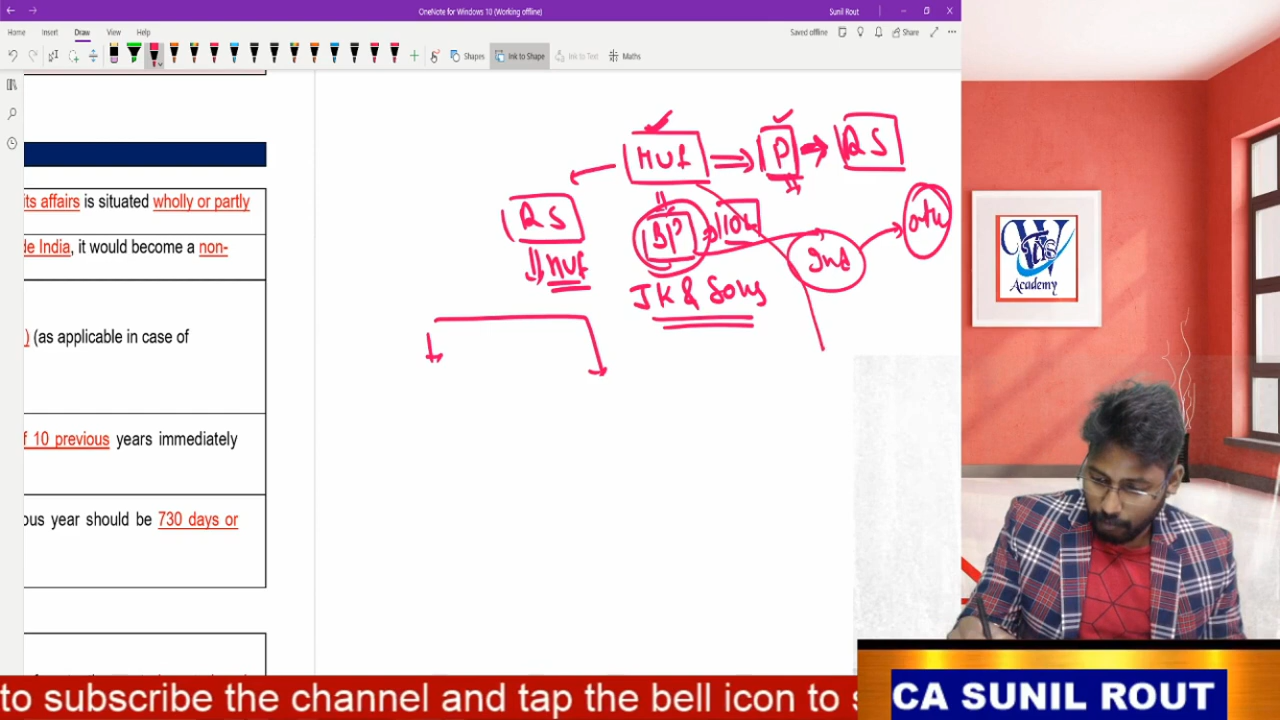 OneNote for Windows 10 (Working offline)
Sunil Rout
Home Insert Draw View Help
Saved offline
Share
Shapes
Ink to Shape
Ink to Text
Maths
its affairs is situated wholly or partly
de India, it would become a non-
) (as applicable in case of
f 10 previous years immediately
ous year should be 730 days or
HUF
P
RS
RS
HUF
BP
110K
Ind
JK & Sons
W
Academy
to subscribe the channel and tap the bell icon to s
CA SUNIL ROUT